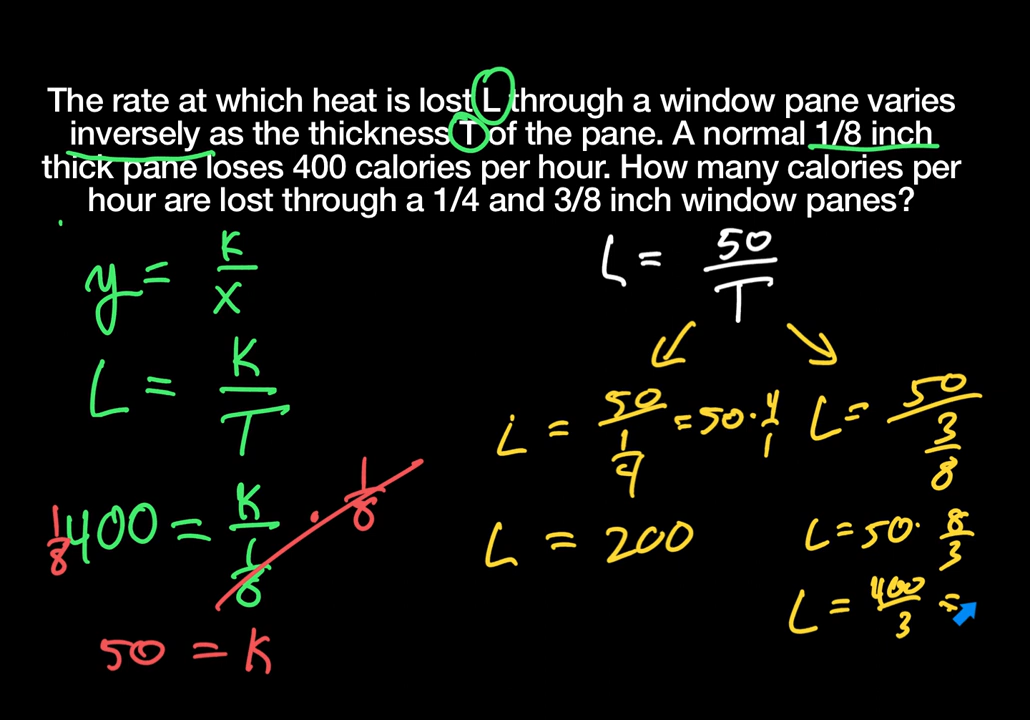 The rate at which heat is lost L through a window pane varies
inversely as the thickness T of the pane. A normal 1/8 inch
thick pane loses 400 calories per hour. How many calories per
hour are lost through a 1/4 and 3/8 inch window panes?
y = K/x
L = K/T
1/8 400 = K/(1/8) · 1/8
50 = K
L = 50/T
L = 50/(1/4) = 50 · 4/1
L = 200
L = 50/(3/8)
L = 50 · 8/3
L = 400/3 =